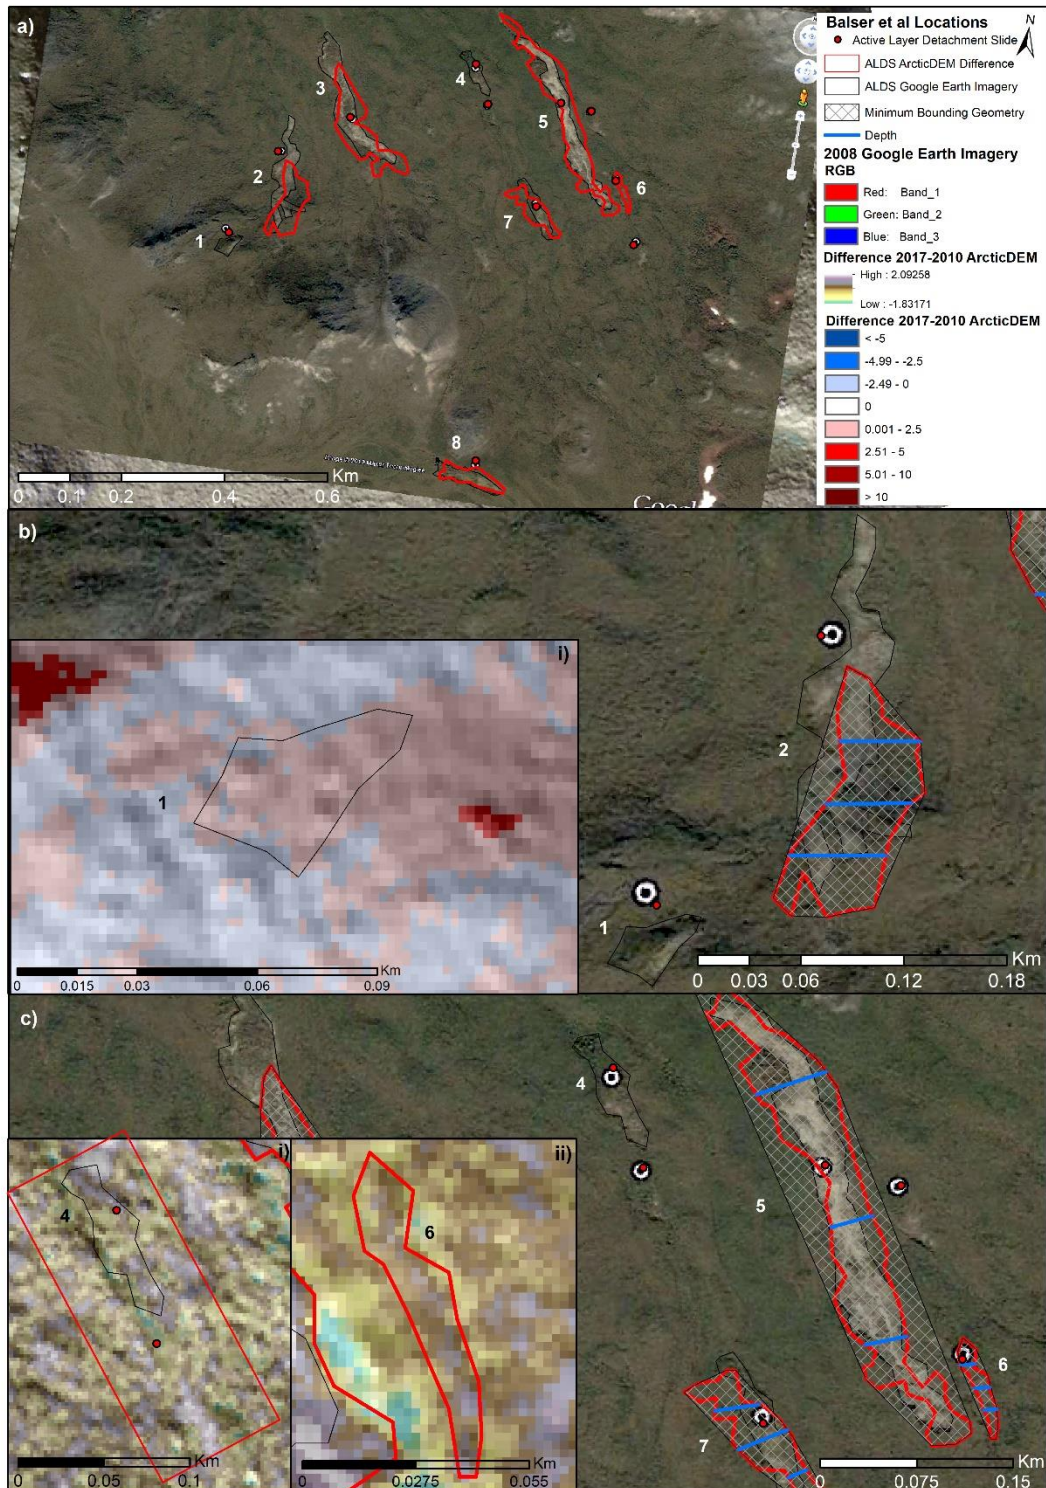 a)
3
4
5
2
6
7
1
8
Km
0 0.1 0.2 0.4 0.6
Googl
Balser et al Locations
N
Active Layer Detachment Slide
ALDS ArcticDEM Difference
ALDS Google Earth Imagery
Minimum Bounding Geometry
Depth
2008 Google Earth Imagery
RGB
Red: Band_1
Green: Band_2
Blue: Band_3
Difference 2017-2010 ArcticDEM
High : 2.09258
Low : -1.83171
Difference 2017-2010 ArcticDEM
< -5
-4.99 - -2.5
-2.49 - 0
0
0.001 - 2.5
2.51 - 5
5.01 - 10
> 10
b)
i)
1
Km
0 0.015 0.03 0.06 0.09
2
1
Km
0 0.03 0.06 0.12 0.18
c)
4
5
6
7
i)
4
Km
0 0.05 0.1
ii)
6
Km
0 0.0275 0.055
Km
0 0.075 0.15